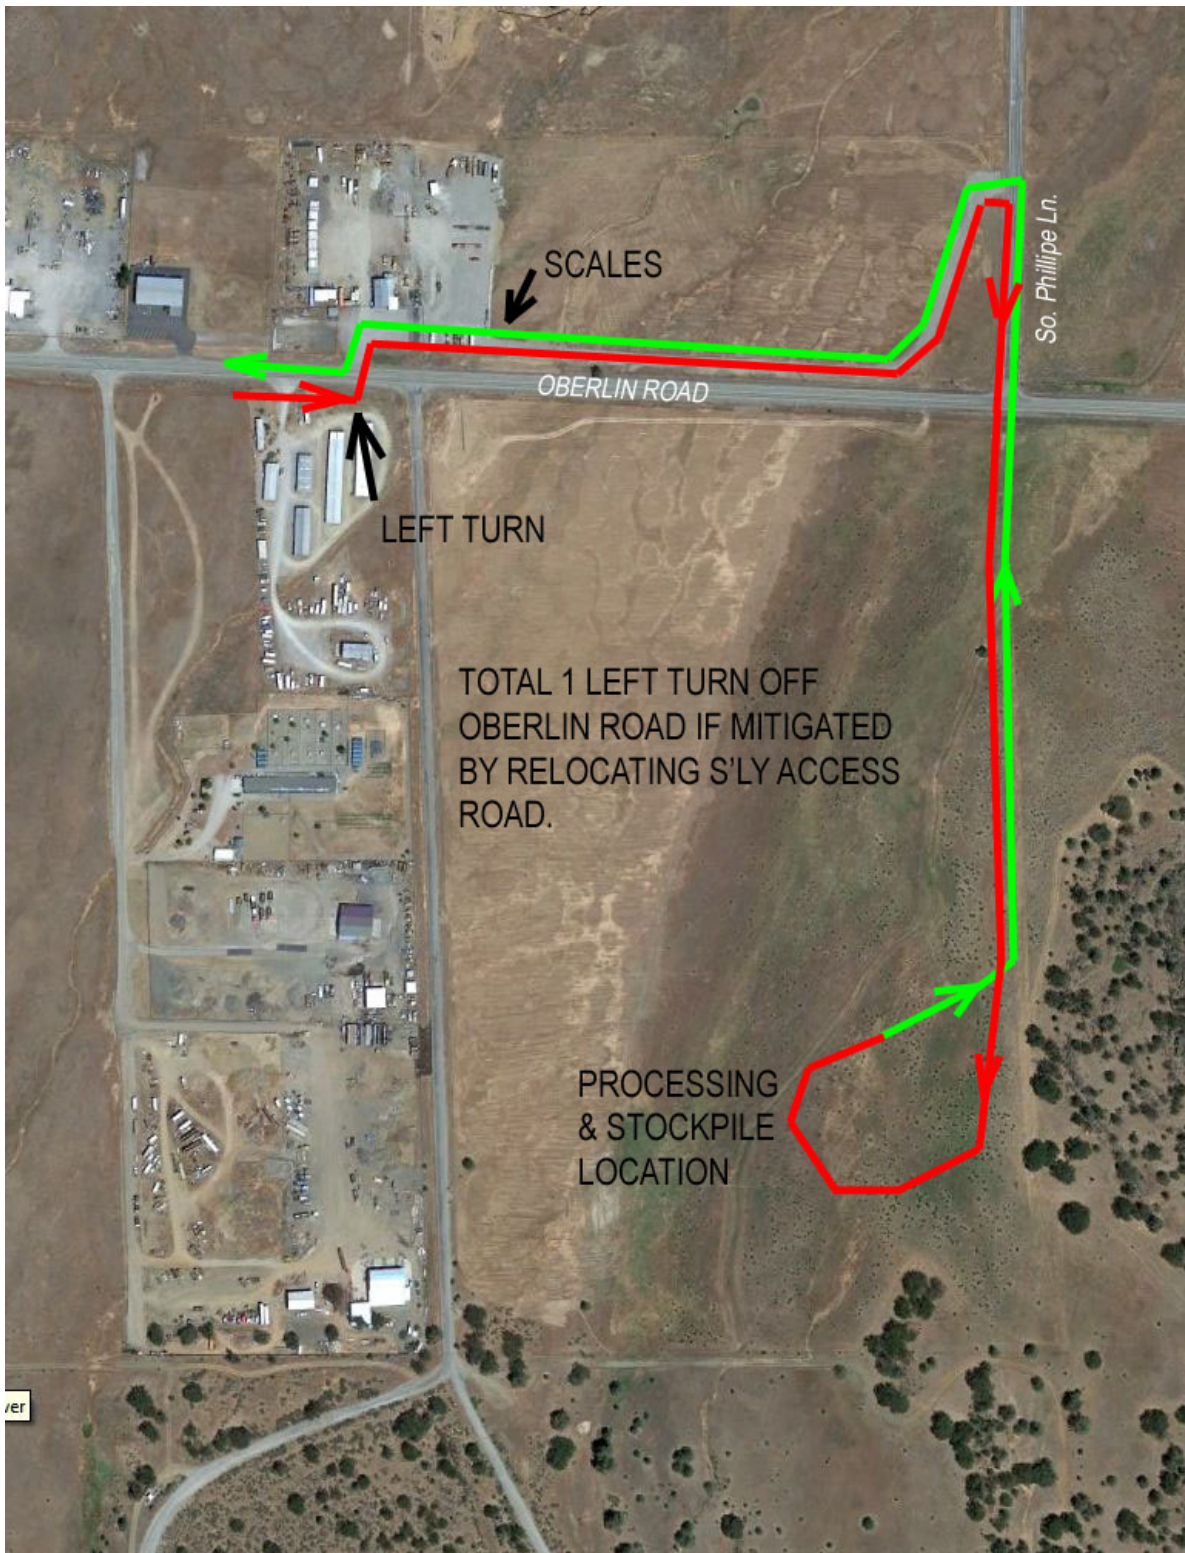 SCALES
So. Phillipe Ln.
OBERLIN ROAD
LEFT TURN
TOTAL 1 LEFT TURN OFF
OBERLIN ROAD IF MITIGATED
BY RELOCATING S'LY ACCESS
ROAD.
PROCESSING
& STOCKPILE
LOCATION
ver